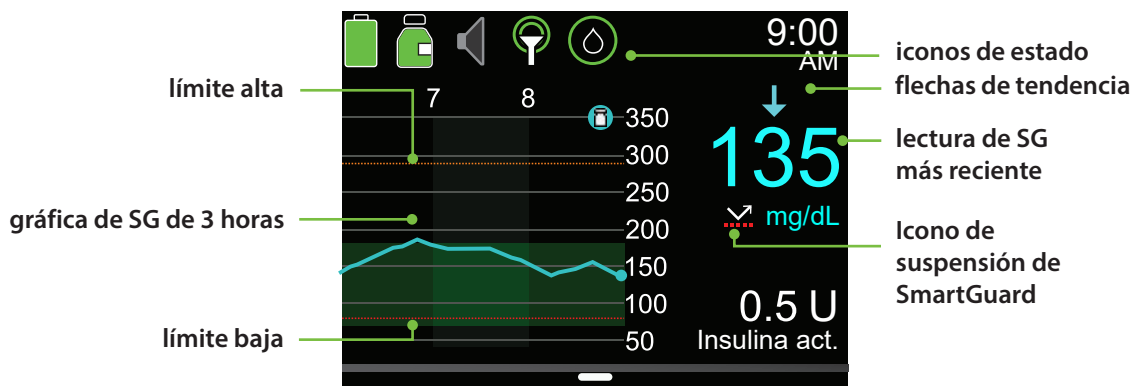 9:00
AM
iconos de estado
flechas de tendencia
límite alta
7 8
350
135
lectura de SG
más reciente
300
250
gráfica de SG de 3 horas
200
mg/dL
Icono de
suspensión de
SmartGuard
150
100
0.5 U
límite baja
50
Insulina act.